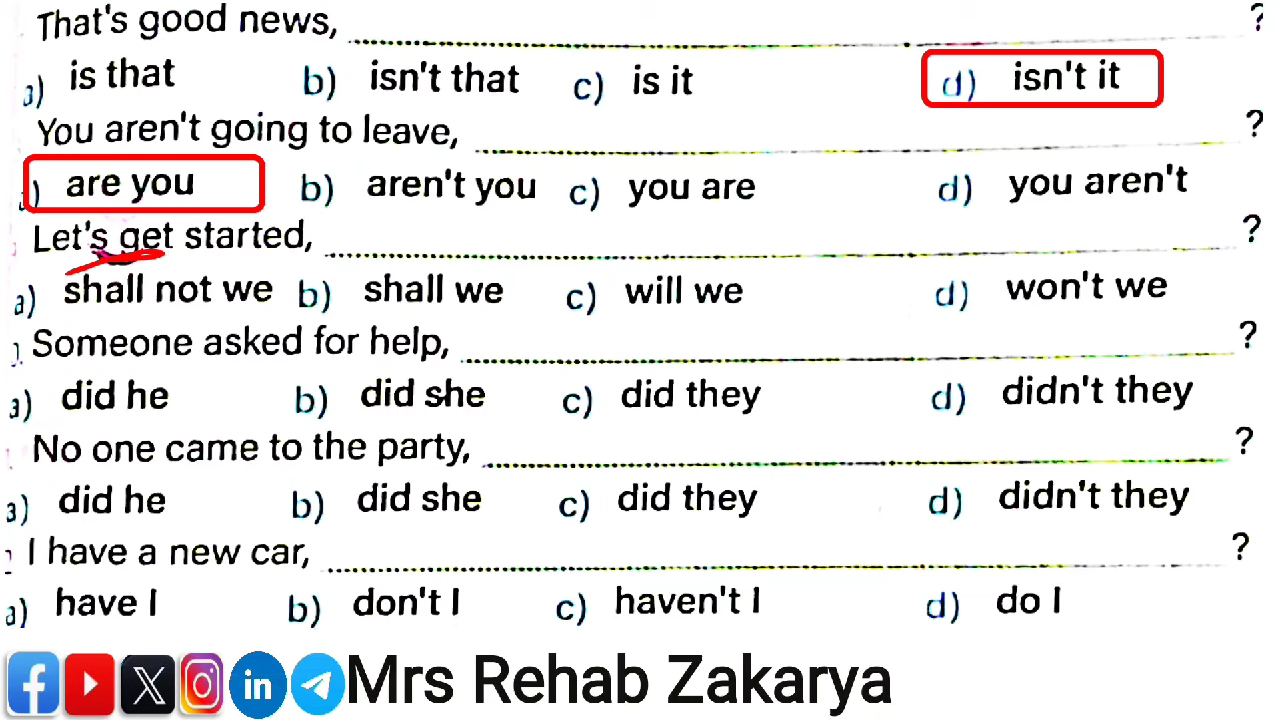 That's good news, ?
a) is that b) isn't that c) is it d) isn't it
You aren't going to leave, ?
a) are you b) aren't you c) you are d) you aren't
Let's get started, ?
a) shall not we b) shall we c) will we d) won't we
Someone asked for help, ?
a) did he b) did she c) did they d) didn't they
No one came to the party, ?
a) did he b) did she c) did they d) didn't they
I have a new car, ?
a) have I b) don't I c) haven't I d) do I
Mrs Rehab Zakarya